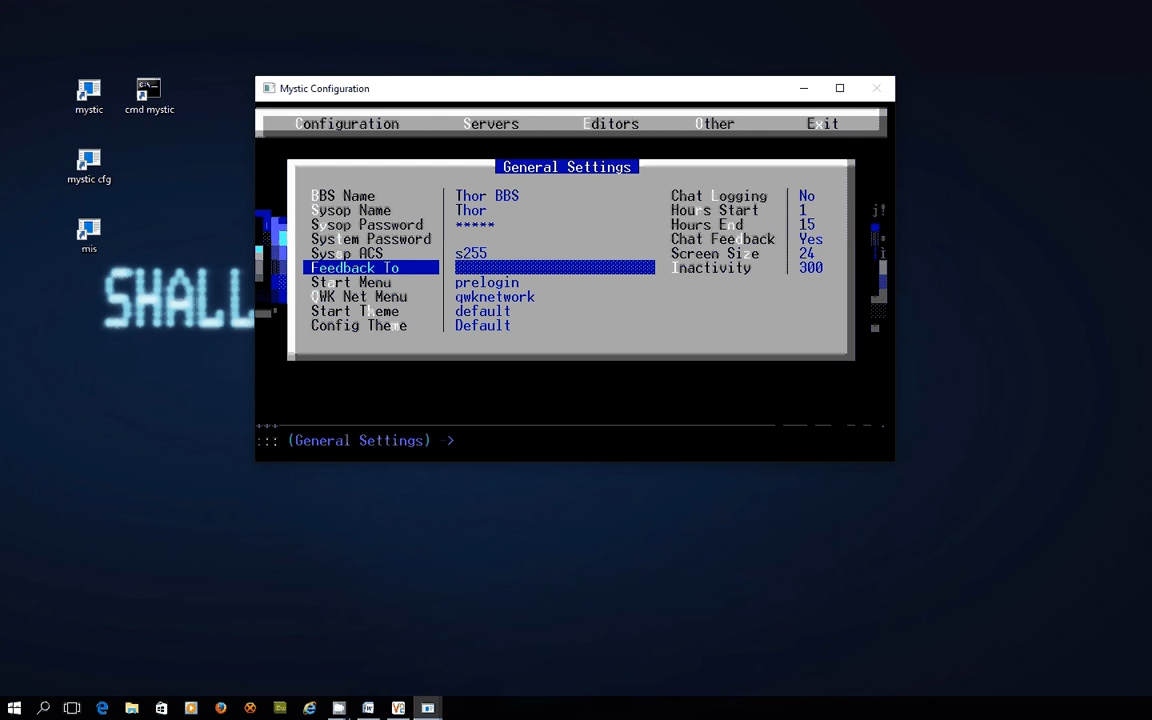 mystic
cmd mystic
mystic cfg
mis
SHALL
Mystic Configuration
Configuration Servers Editors Other Exit
General Settings
BBS Name Thor BBS Chat Logging No
Sysop Name Thor Hours Start 1
Sysop Password ***** Hours End 15
System Password Chat Feedback Yes
Sysop ACS s255 Screen Size 24
Feedback To Inactivity 300
Start Menu prelogin
QWK Net Menu qwknetwork
Start Theme default
Config Theme Default
::: (General Settings) ->